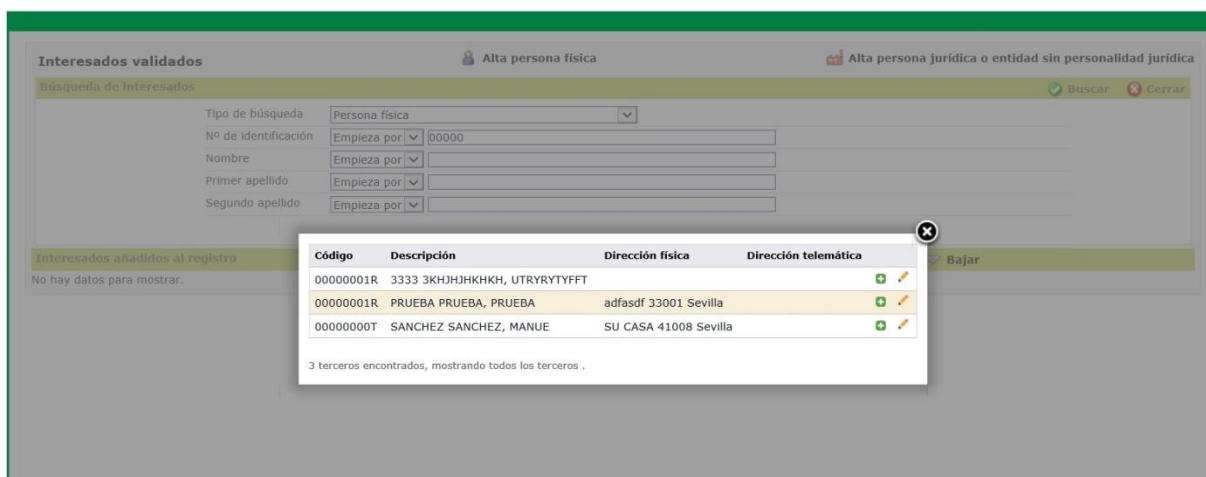 Interesados validados Alta persona física Alta persona jurídica o entidad sin personalidad jurídica
Búsqueda de Interesados Buscar Cerrar
Tipo de búsqueda Persona física
Nº de identificación Empieza por 00000
Nombre Empieza por
Primer apellido Empieza por
Segundo apellido Empieza por
Interesados añadidos al registro Bajar
No hay datos para mostrar.
Código Descripción Dirección física Dirección telemática
00000001R 3333 3KHJHJHKHKH, UTRYRYTYFFT
00000001R PRUEBA PRUEBA, PRUEBA adfasdf 33001 Sevilla
00000000T SANCHEZ SANCHEZ, MANUE SU CASA 41008 Sevilla
3 terceros encontrados, mostrando todos los terceros .